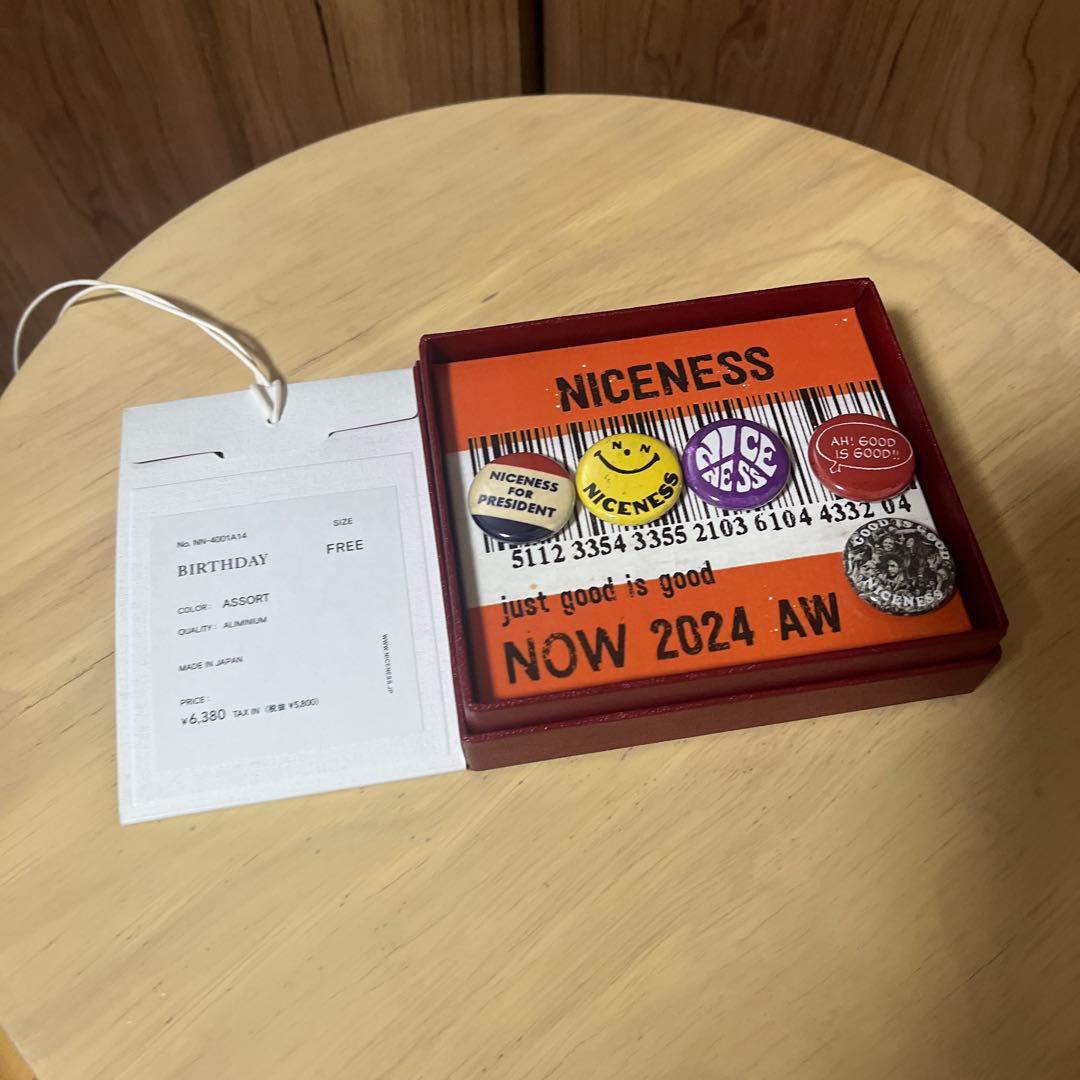 No. NN-4001A14
SIZE
BIRTHDAY
FREE
COLOR: ASSORT
QUALITY: ALIMINIUM
MADE IN JAPAN
PRICE:
¥6,380 TAX IN (税抜 ¥5,800)
WWW.NICENESS.JP
NICENESS
NICENESS
FOR
PRESIDENT
N N
NICENESS
NICE
NESS
AH! GOOD
IS GOOD!!
5112 3354 3355 2103 6104 4332 04
GOOD IS GOOD
NICENESS
just good is good
NOW 2024 AW